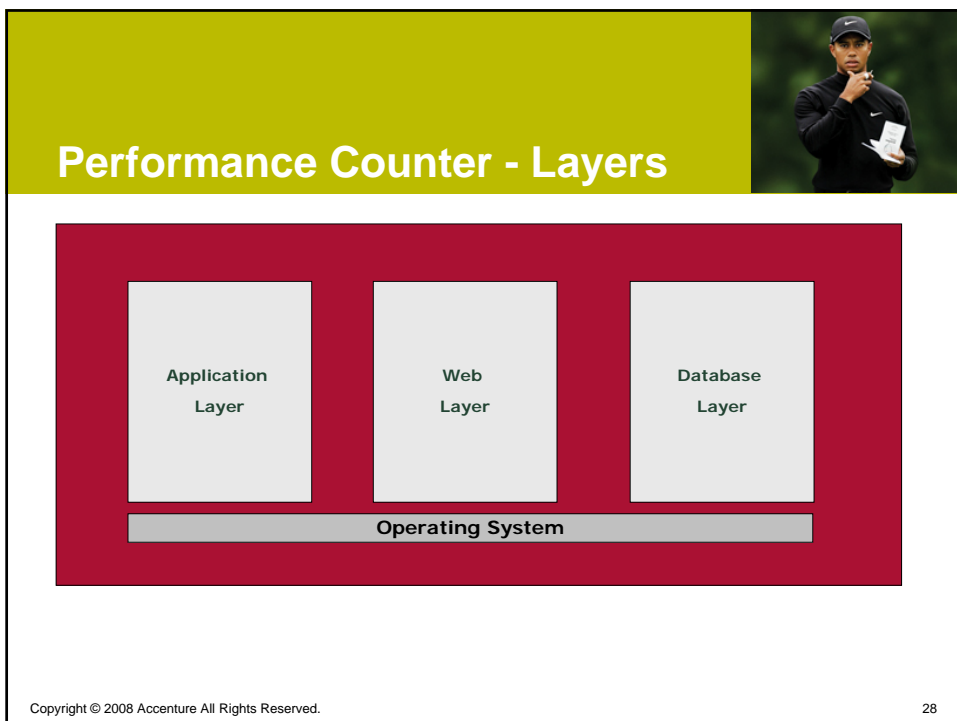 Performance Counter - Layers
Application
Layer
Web
Layer
Database
Layer
Operating System
Copyright © 2008 Accenture All Rights Reserved.
28